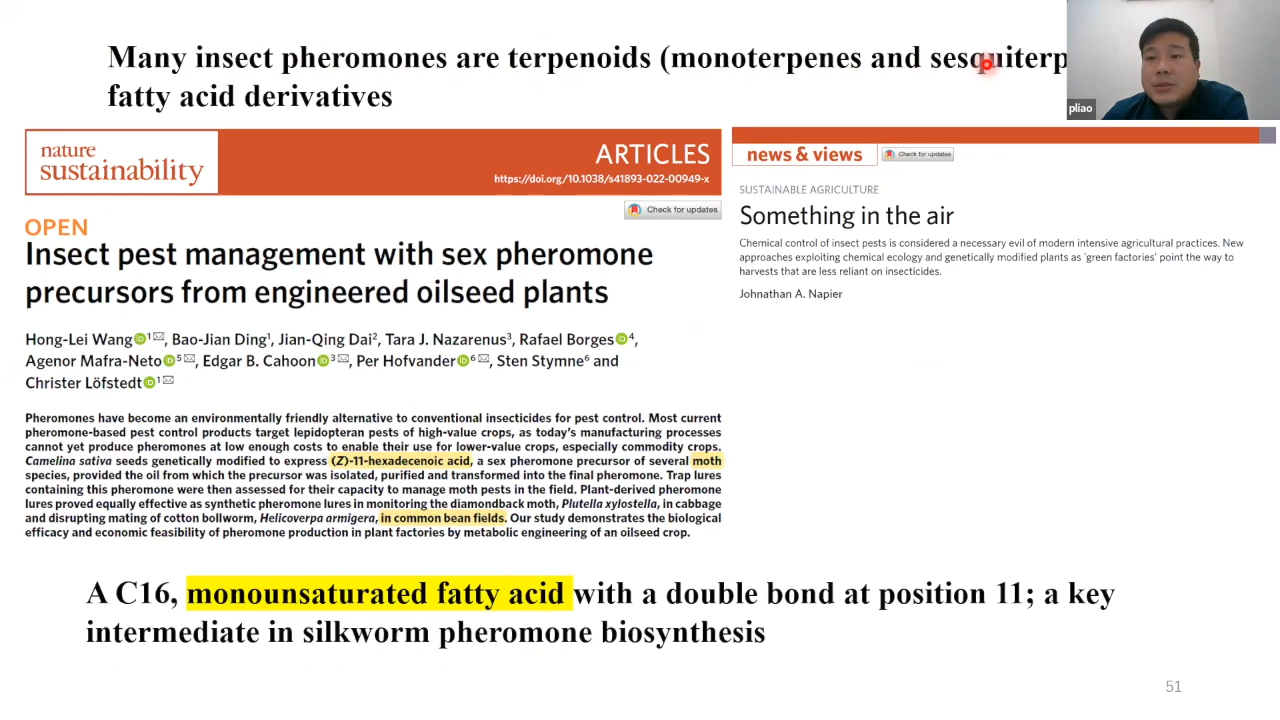 Many insect pheromones are terpenoids (monoterpenes and
fatty acid derivatives
pliao
nature
sustainability
ARTICLES
https://doi.org/10.1038/s41893-022-00949-x
Check for updates
OPEN
Insect pest management with sex pheromone
precursors from engineered oilseed plants
Hong-Lei Wang 1, Bao-Jian Ding1, Jian-Qing Dai2, Tara J. Nazarenus3, Rafael Borges 4,
Agenor Mafra-Neto 5, Edgar B. Cahoon 3, Per Hofvander 6, Sten Stymne6 and
Christer Löfstedt 1
Pheromones have become an environmentally friendly alternative to conventional insecticides for pest control. Most current
pheromone-based pest control products target lepidopteran pests of high-value crops, as today's manufacturing processes
cannot yet produce pheromones at low enough costs to enable their use for lower-value crops, especially commodity crops.
Camelina sativa seeds genetically modified to express (Z)-11-hexadecenoic acid, a sex pheromone precursor of several moth
species, provided the oil from which the precursor was isolated, purified and transformed into the final pheromone. Trap lures
containing this pheromone were then assessed for their capacity to manage moth pests in the field. Plant-derived pheromone
lures proved equally effective as synthetic pheromone lures in monitoring the diamondback moth, Plutella xylostella, in cabbage
and disrupting mating of cotton bollworm, Helicoverpa armigera, in common bean fields. Our study demonstrates the biological
efficacy and economic feasibility of pheromone production in plant factories by metabolic engineering of an oilseed crop.
news & views
Check for updates
SUSTAINABLE AGRICULTURE
Something in the air
Chemical control of insect pests is considered a necessary evil of modern intensive agricultural practices. New
approaches exploiting chemical ecology and genetically modified plants as 'green factories' point the way to
harvests that are less reliant on insecticides.
Johnathan A. Napier
A C16, monounsaturated fatty acid with a double bond at position 11; a key
intermediate in silkworm pheromone biosynthesis
51